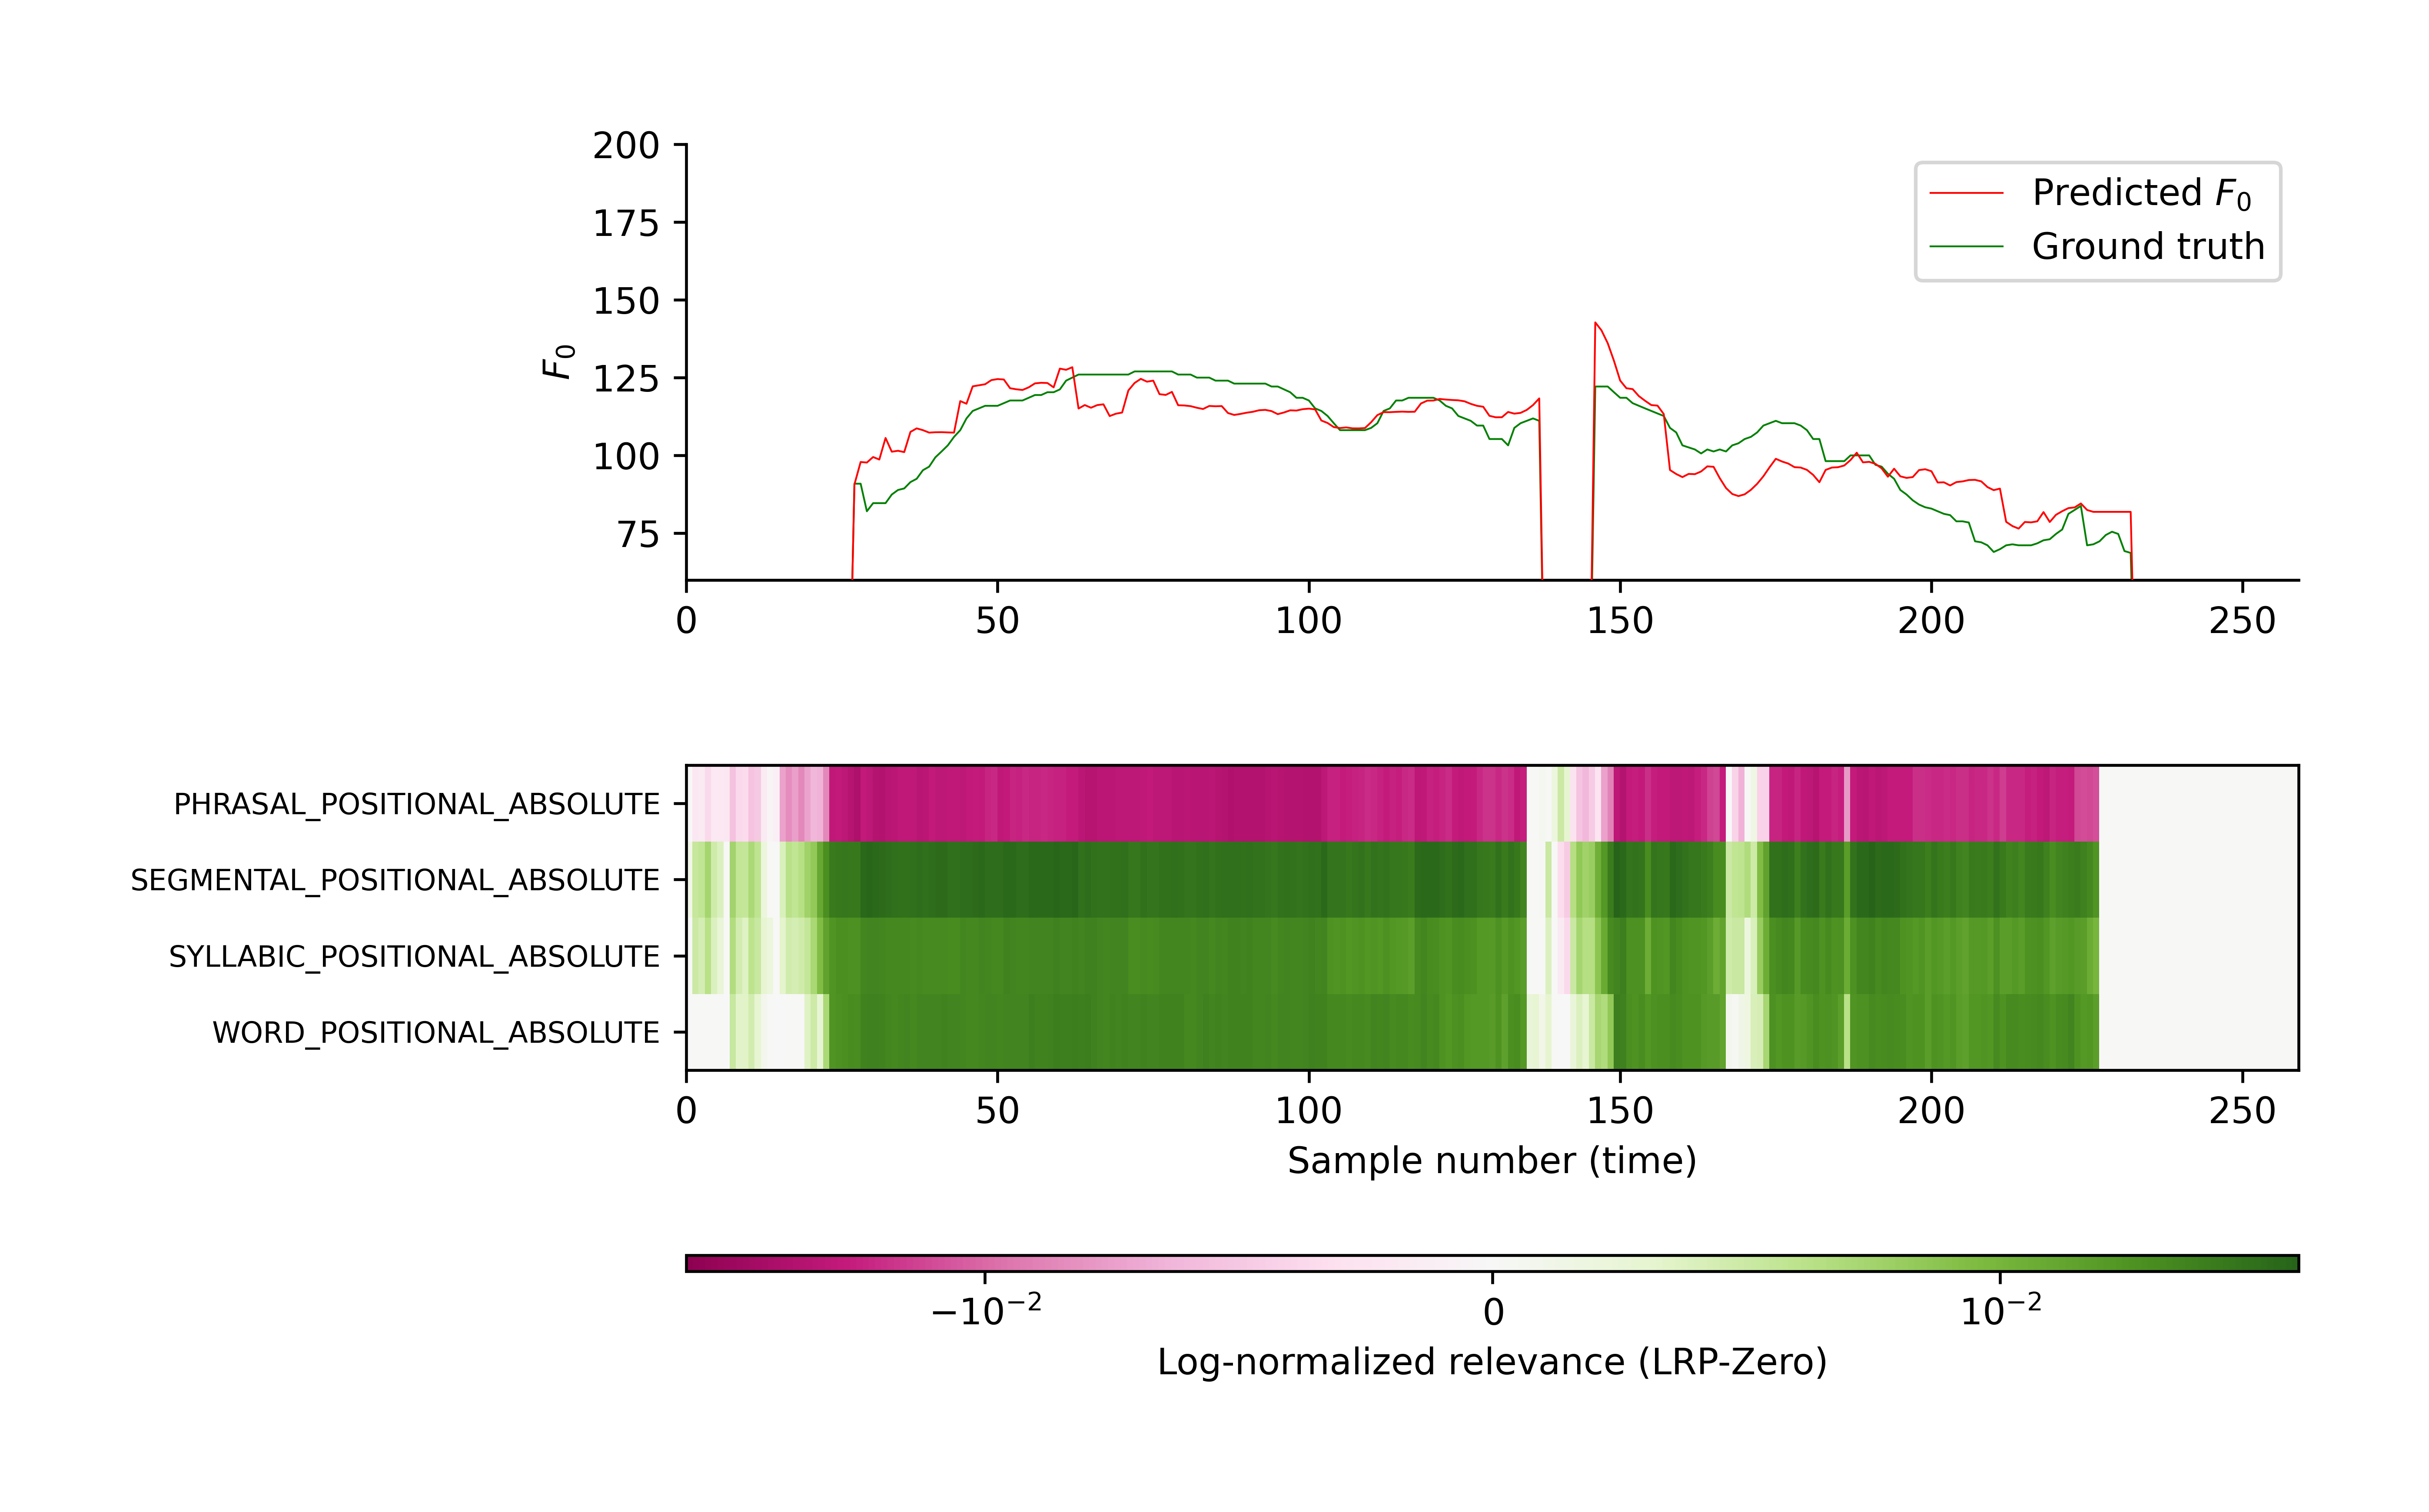 200
175
150
125
100
75
F₀
Predicted F₀
Ground truth
0 50 100 150 200 250
PHRASAL_POSITIONAL_ABSOLUTE
SEGMENTAL_POSITIONAL_ABSOLUTE
SYLLABIC_POSITIONAL_ABSOLUTE
WORD_POSITIONAL_ABSOLUTE
0 50 100 150 200 250
Sample number (time)
−10⁻² 0 10⁻²
Log-normalized relevance (LRP-Zero)